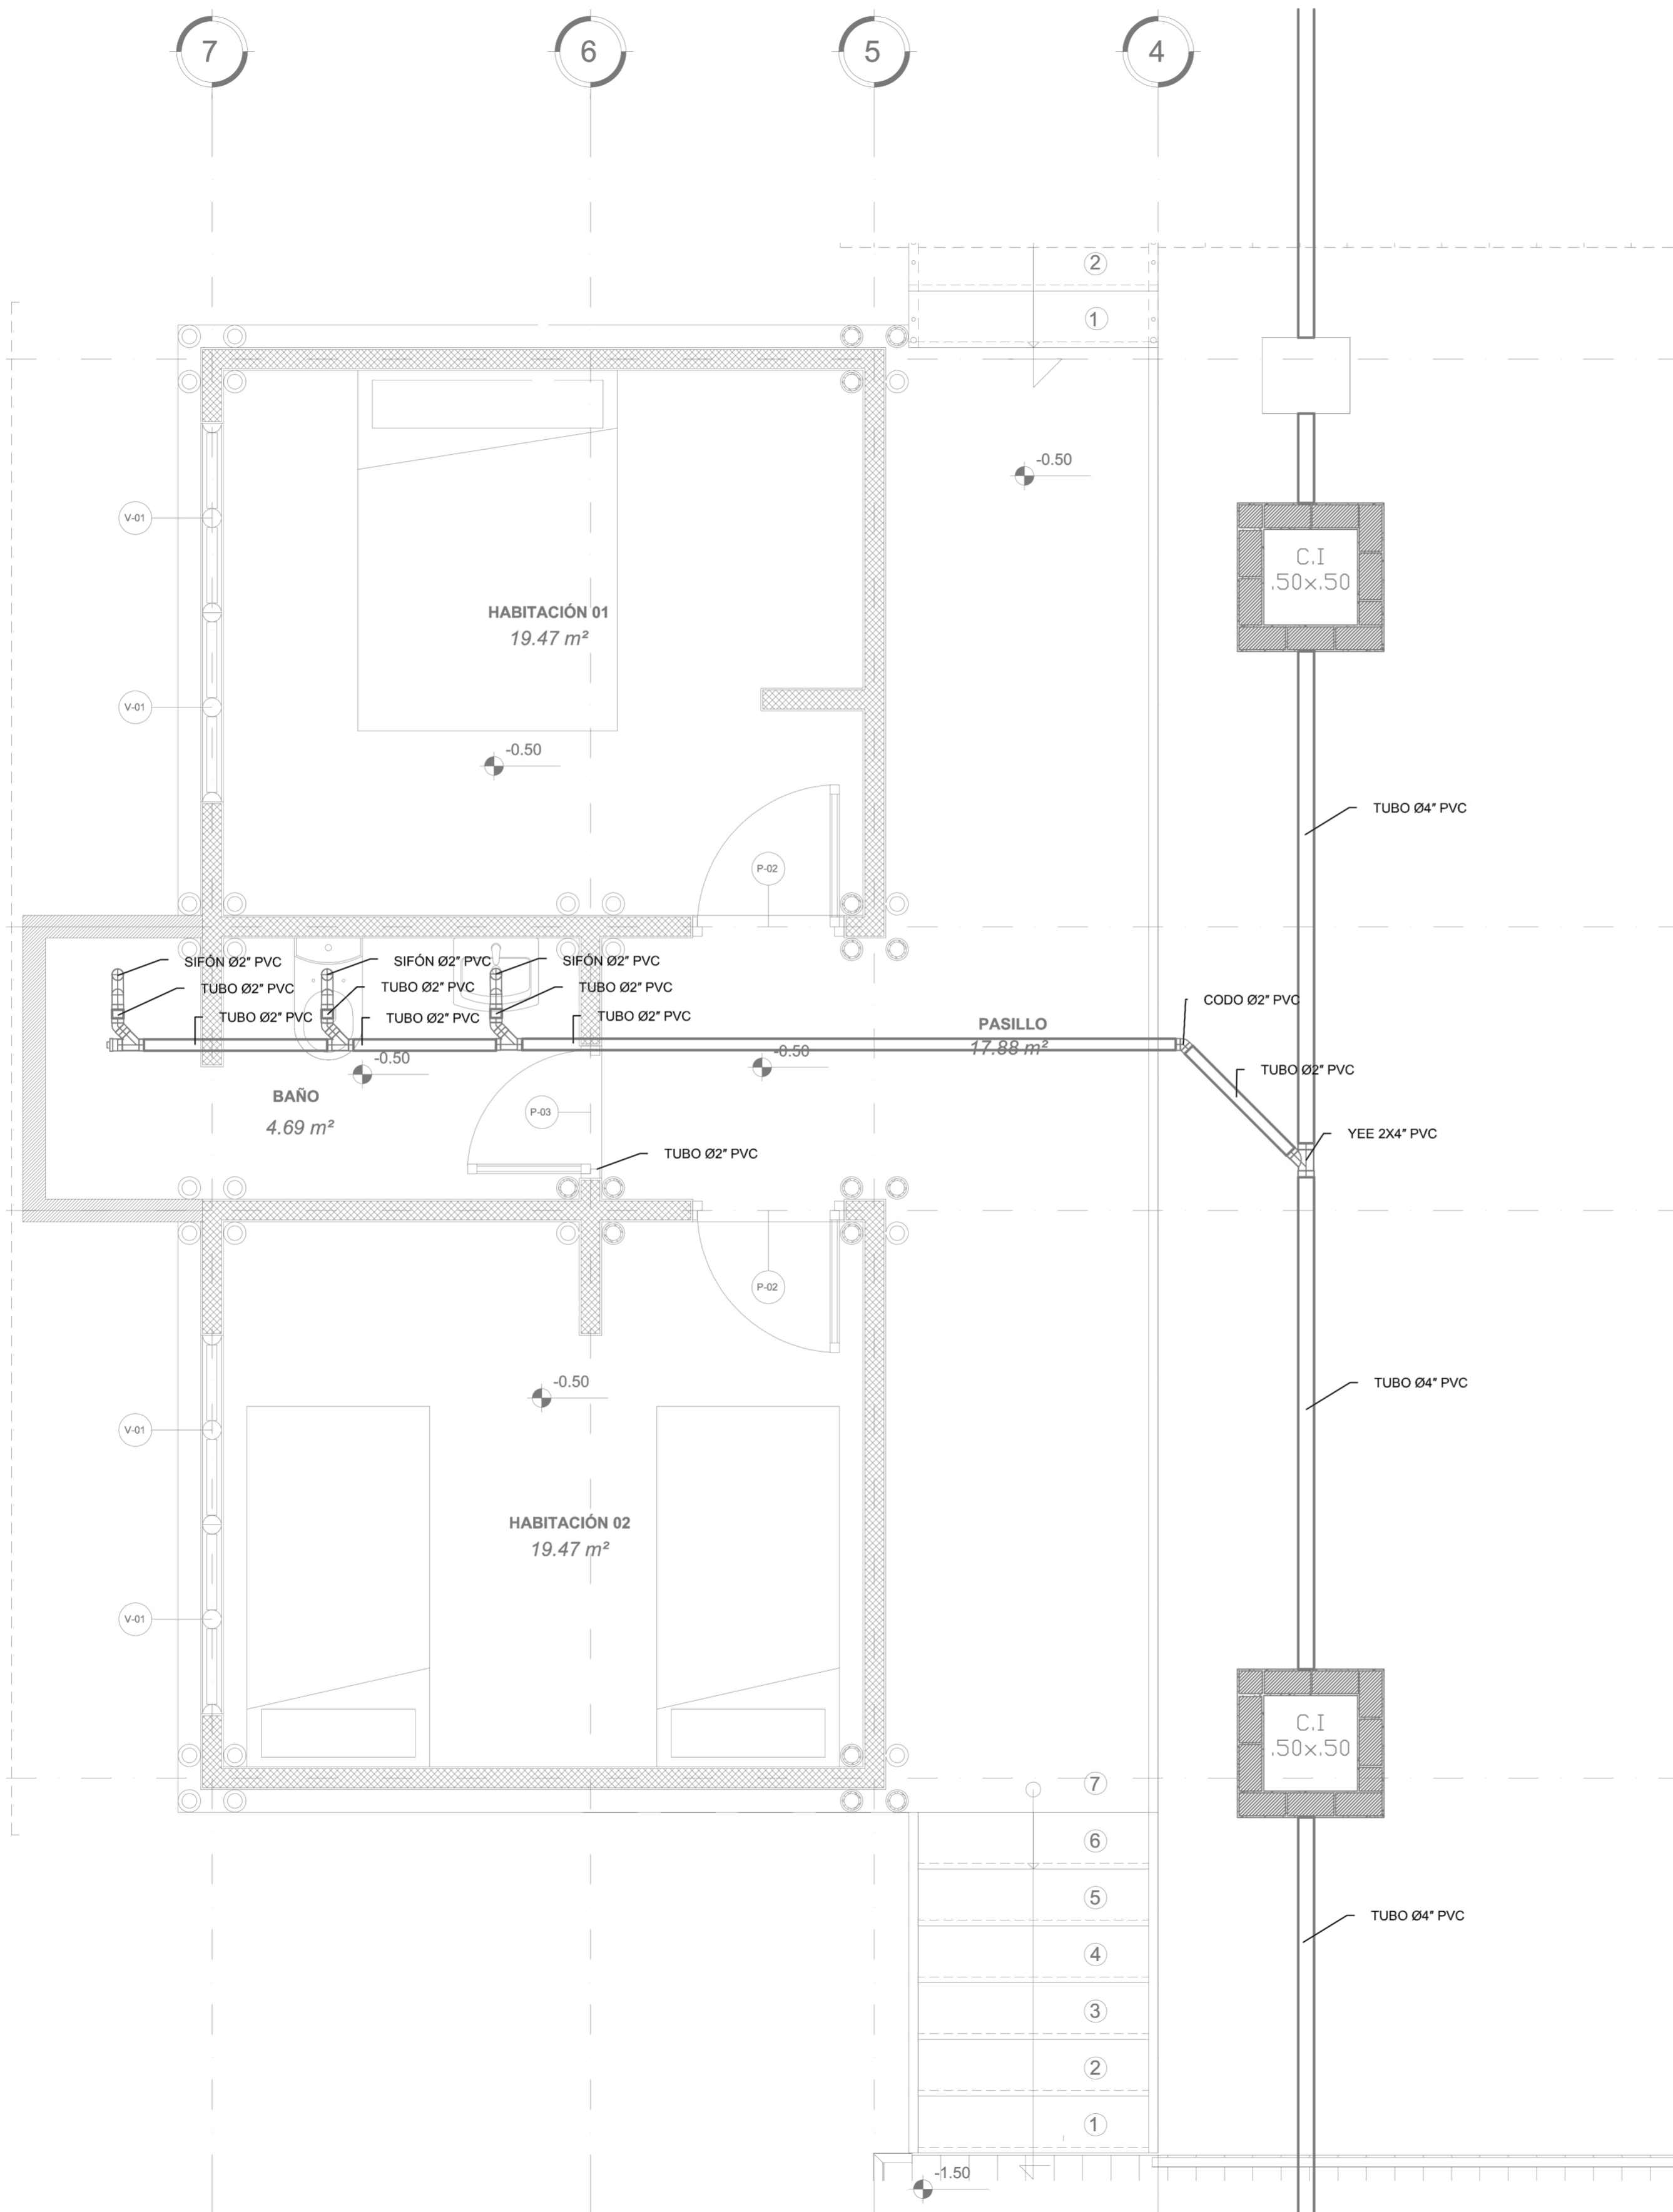 7
6
5
4
2
1
-0.50
V-01
C.I
.50x.50
HABITACIÓN 01
19.47 m²
V-01
-0.50
TUBO Ø4" PVC
P-02
SIFÓN Ø2" PVC
SIFÓN Ø2" PVC
SIFÓN Ø2" PVC
TUBO Ø2" PVC
TUBO Ø2" PVC
TUBO Ø2" PVC
CODO Ø2" PVC
TUBO Ø2" PVC
TUBO Ø2" PVC
TUBO Ø2" PVC
PASILLO
17.88 m²
-0.50
-0.50
TUBO Ø2" PVC
BAÑO
4.69 m²
P-03
YEE 2X4" PVC
TUBO Ø2" PVC
P-02
-0.50
TUBO Ø4" PVC
V-01
HABITACIÓN 02
19.47 m²
V-01
C.I
.50x.50
7
6
5
TUBO Ø4" PVC
4
3
2
1
-1.50